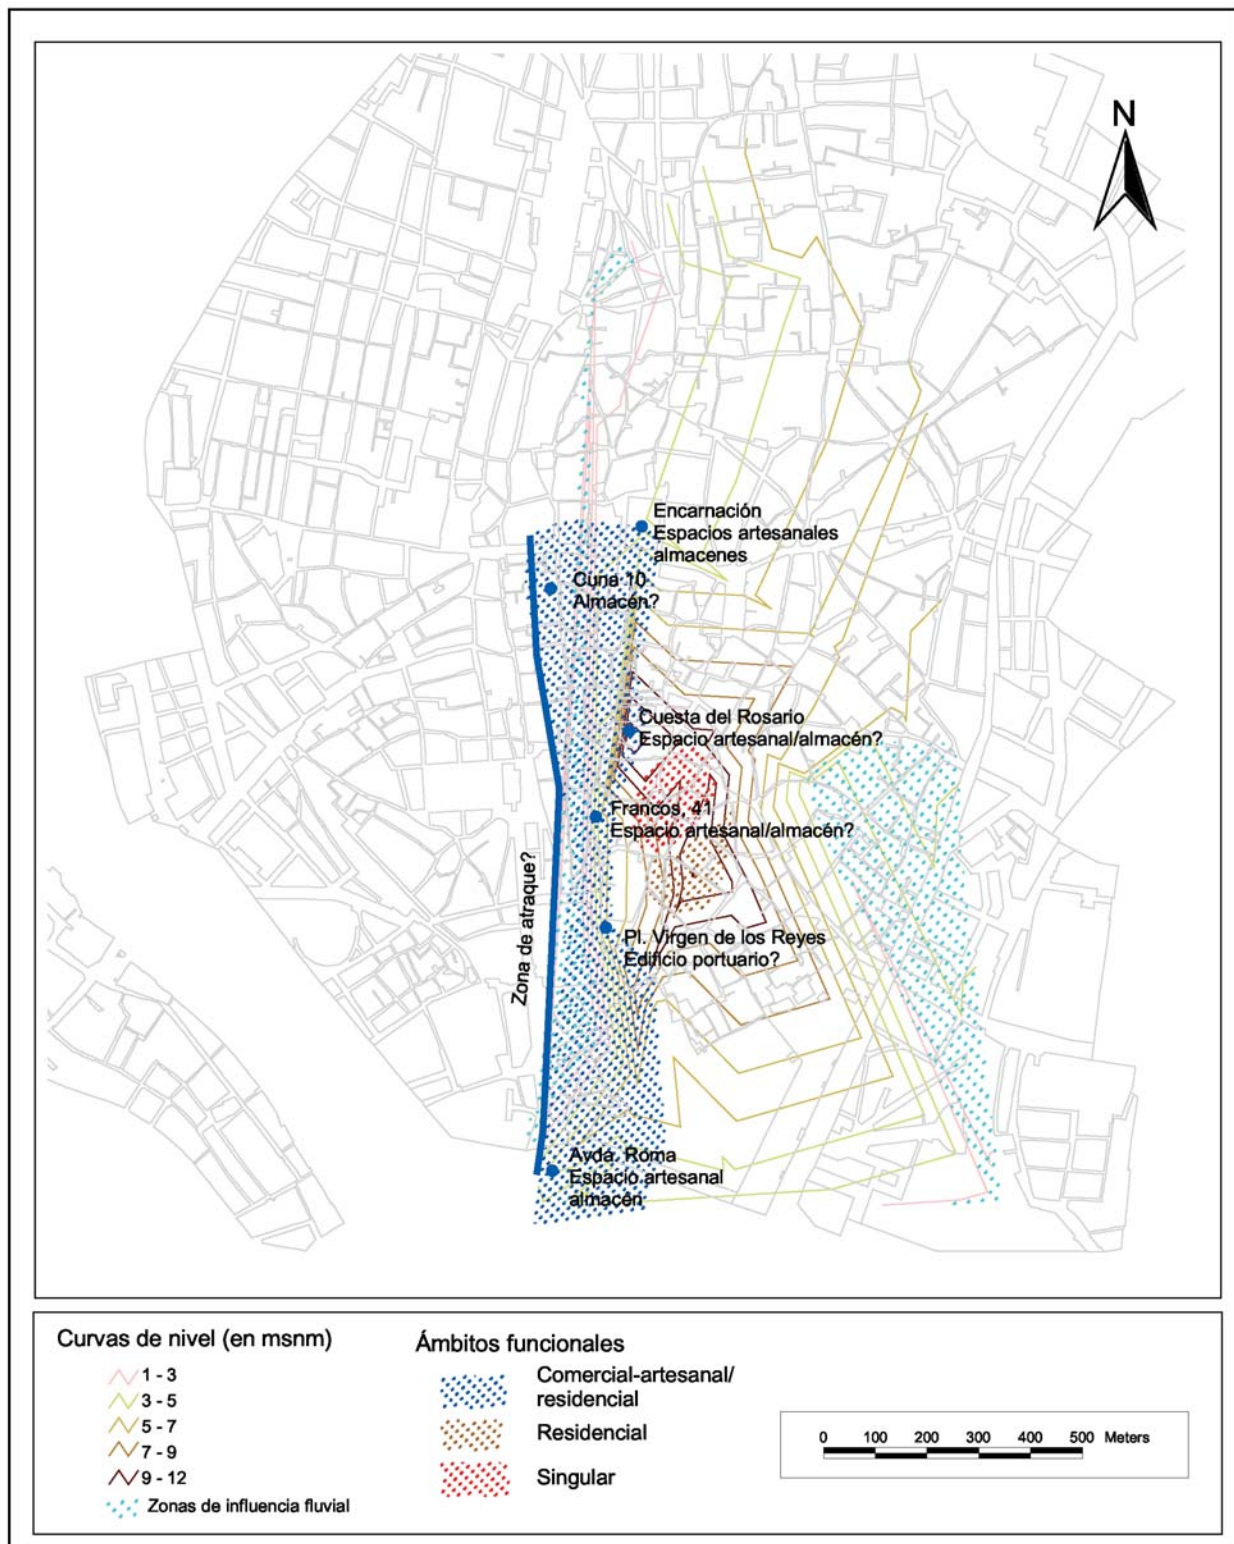 N
Encarnación
Espacios artesanales
almacenes
Cuna 10
Almacén?
Cuesta del Rosario
Espacio artesanal/almacén?
Francos, 41
Espacio artesanal/almacén?
Zona de atraque?
Pl. Virgen de los Reyes
Edificio portuario?
Avda. Roma
Espacio artesanal
almacén
Curvas de nivel (en msnm)
1 - 3
3 - 5
5 - 7
7 - 9
9 - 12
Zonas de influencia fluvial
Ámbitos funcionales
Comercial-artesanal/
residencial
Residencial
Singular
0 100 200 300 400 500 Meters